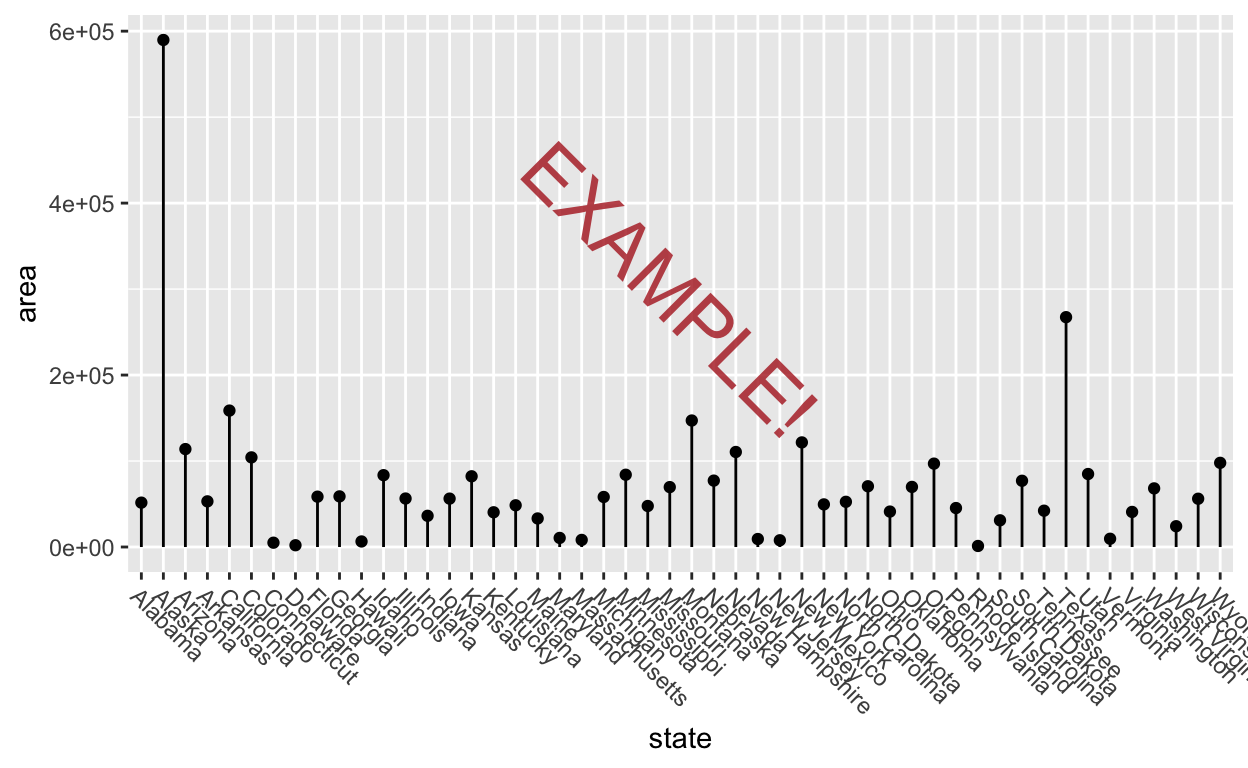 6e+05
4e+05
2e+05
0e+00
area
EXAMPLE!
Alabama
Alaska
Arizona
Arkansas
California
Colorado
Connecticut
Delaware
Florida
Georgia
Hawaii
Idaho
Illinois
Indiana
Iowa
Kansas
Kentucky
Louisiana
Maine
Maryland
Massachusetts
Michigan
Minnesota
Mississippi
Missouri
Montana
Nebraska
Nevada
New Hampshire
New Jersey
New Mexico
New York
North Carolina
North Dakota
Ohio
Oklahoma
Oregon
Pennsylvania
Rhode Island
South Carolina
South Dakota
Tennessee
Texas
Utah
Vermont
Virginia
Washington
West Virgin
Wiscons
Wyo
state